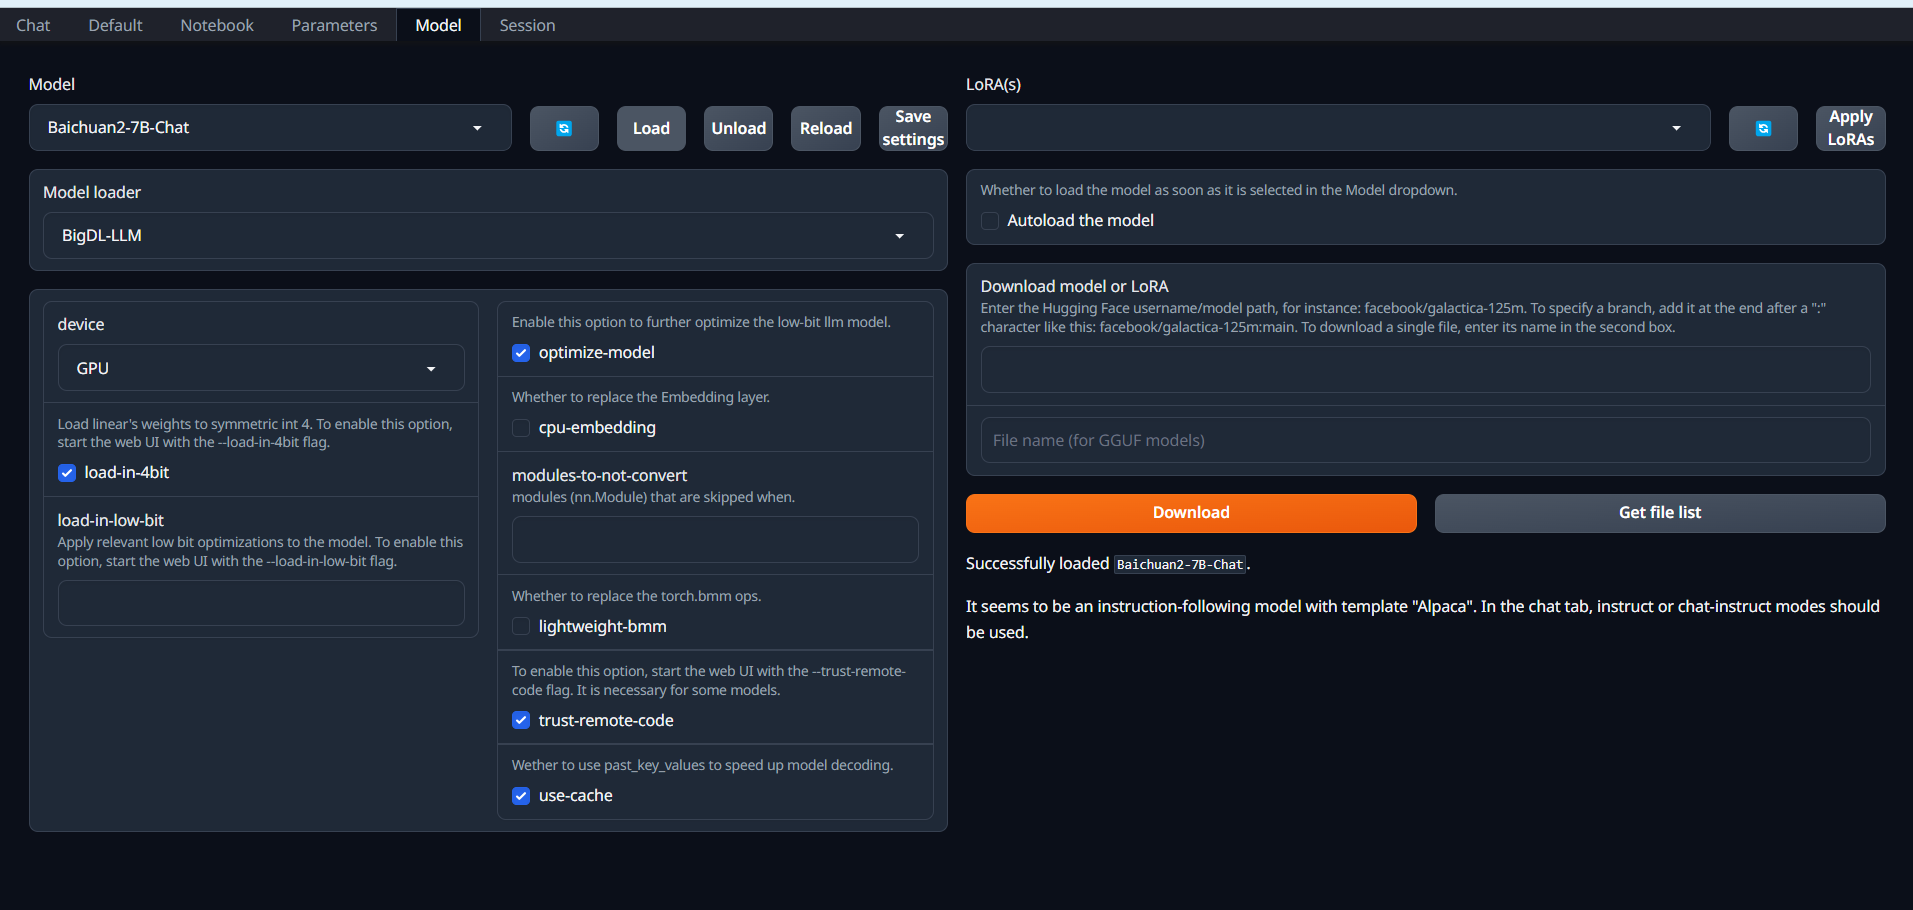 Chat
Default
Notebook
Parameters
Model
Session
Model
Baichuan2-7B-Chat
Load
Unload
Reload
Save
settings
Model loader
BigDL-LLM
device
GPU
Load linear's weights to symmetric int 4. To enable this option,
start the web UI with the --load-in-4bit flag.
load-in-4bit
load-in-low-bit
Apply relevant low bit optimizations to the model. To enable this
option, start the web UI with the --load-in-low-bit flag.
Enable this option to further optimize the low-bit llm model.
optimize-model
Whether to replace the Embedding layer.
cpu-embedding
modules-to-not-convert
modules (nn.Module) that are skipped when.
Whether to replace the torch.bmm ops.
lightweight-bmm
To enable this option, start the web UI with the --trust-remote-
code flag. It is necessary for some models.
trust-remote-code
Wether to use past_key_values to speed up model decoding.
use-cache
LoRA(s)
Apply
LoRAs
Whether to load the model as soon as it is selected in the Model dropdown.
Autoload the model
Download model or LoRA
Enter the Hugging Face username/model path, for instance: facebook/galactica-125m. To specify a branch, add it at the end after a ":"
character like this: facebook/galactica-125m:main. To download a single file, enter its name in the second box.
File name (for GGUF models)
Download
Get file list
Successfully loaded Baichuan2-7B-Chat.
It seems to be an instruction-following model with template "Alpaca". In the chat tab, instruct or chat-instruct modes should
be used.